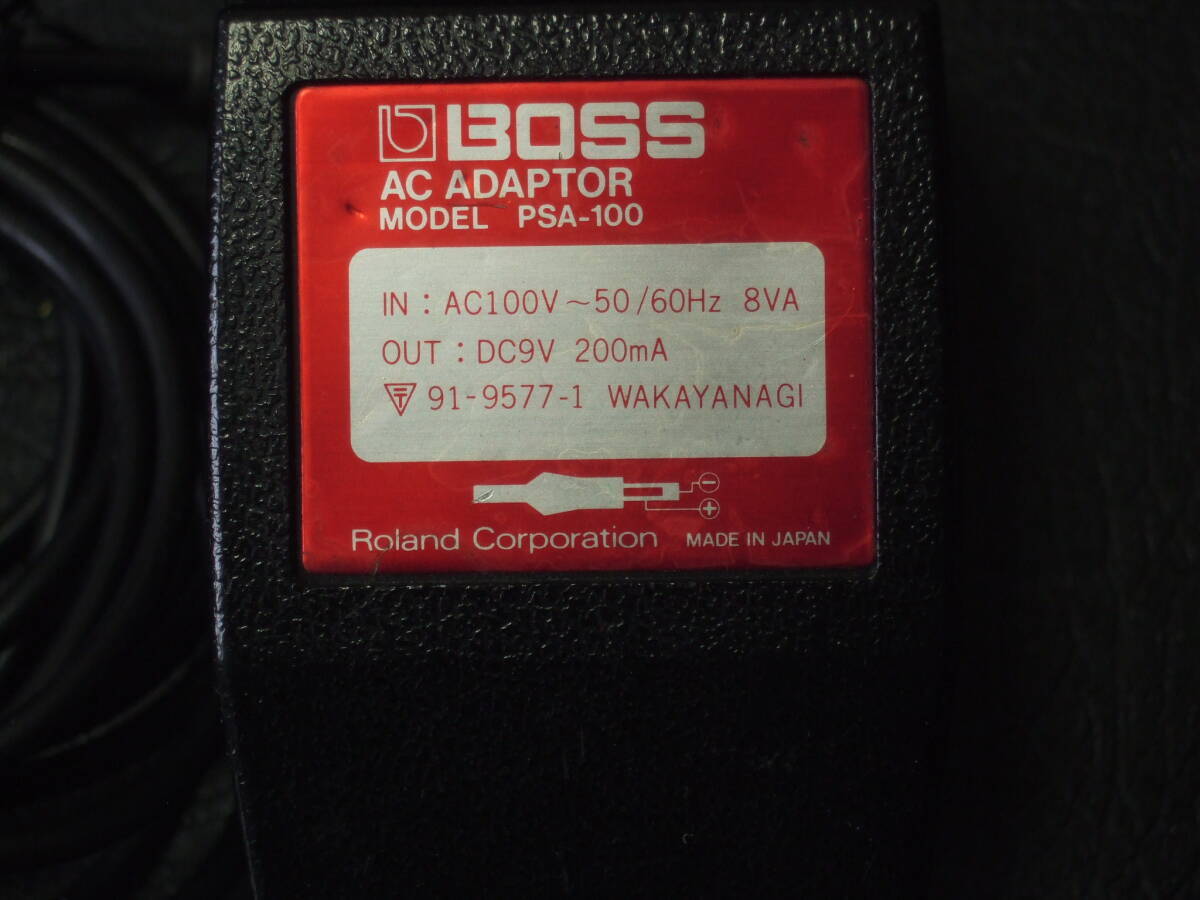 BOSS
AC ADAPTOR
MODEL PSA-100
IN : AC100V ~ 50/60Hz 8VA
OUT : DC9V 200mA
91-9577-1 WAKAYANAGI
Roland Corporation MADE IN JAPAN